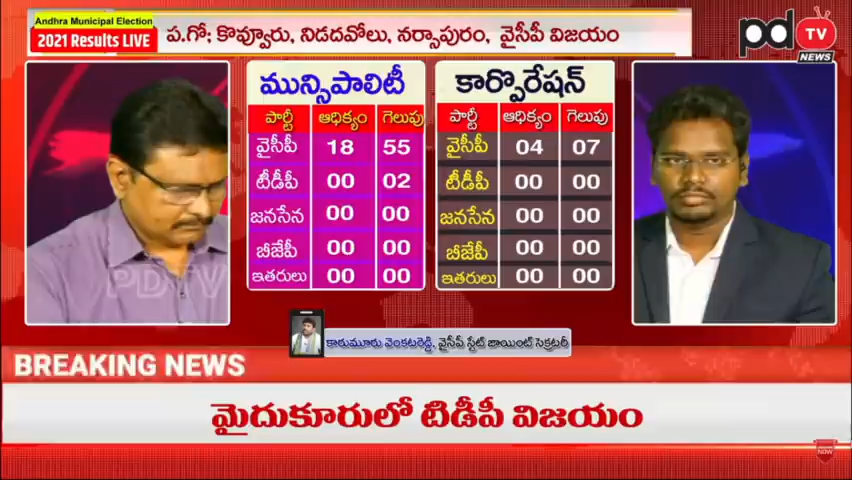 Andhra Municipal Election
2021 Results LIVE
ప.గో; కొవ్వూరు, నిడదవోలు, నర్సాపురం, వైసీపీ విజయం
pd TV
NEWS
మున్సిపాలిటీ
పార్టీ ఆధిక్యం గెలుపు
వైసీపీ 18 55
టీడీపీ 00 02
జనసేన 00 00
బీజేపీ 00 00
ఇతరులు 00 00
కార్పొరేషన్
పార్టీ ఆధిక్యం గెలుపు
వైసీపీ 04 07
టీడీపీ 00 00
జనసేన 00 00
బీజేపీ 00 00
ఇతరులు 00 00
PDTV
కారుమూరు వెంకటరెడ్డి, వైసీపీ స్టేట్ జాయింట్ సెక్రటరీ
BREAKING NEWS
మైదుకూరులో టిడీపీ విజయం
NOW